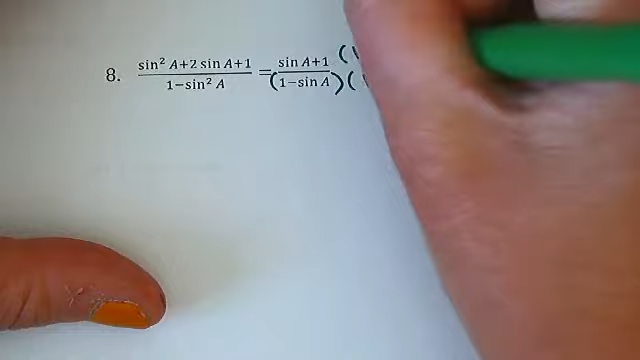 8. sin² A+2 sin A+1 / 1−sin² A = sin A+1 / (1−sin A) ( (